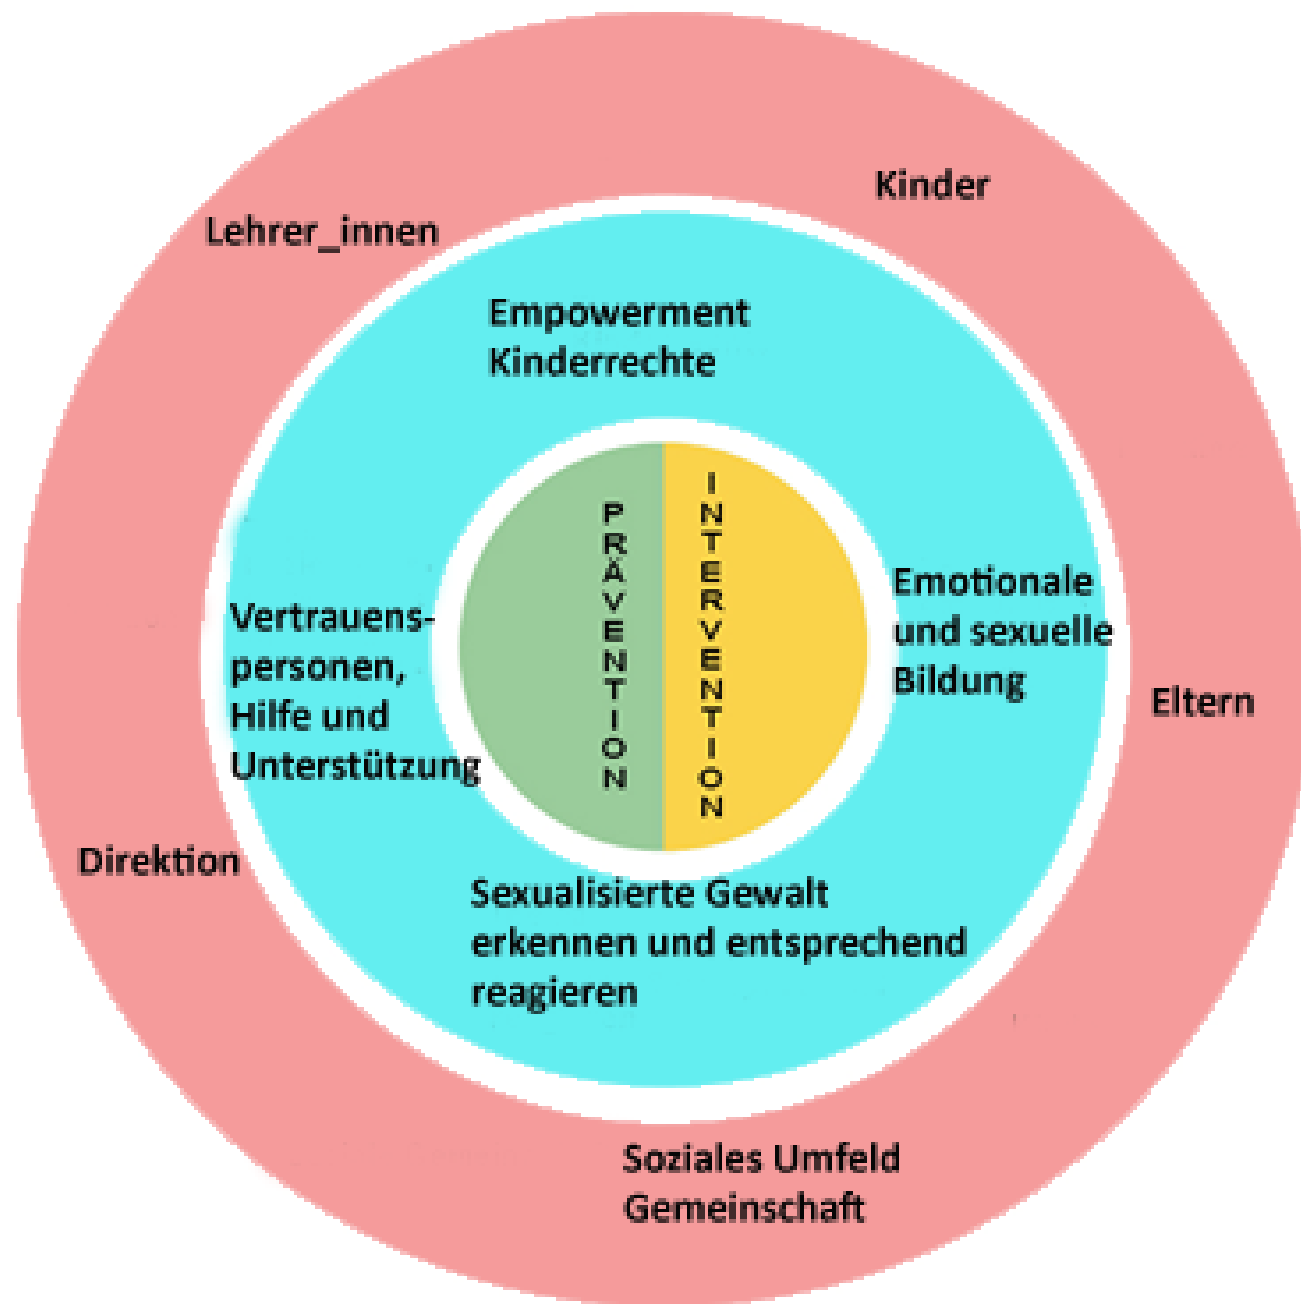 Kinder
Lehrer_innen
Empowerment
Kinderrechte
PRÄVENTION
INTERVENTION
Emotionale
und sexuelle
Bildung
Vertrauens-
personen,
Hilfe und
Unterstützung
Eltern
Direktion
Sexualisierte Gewalt
erkennen und entsprechend
reagieren
Soziales Umfeld
Gemeinschaft